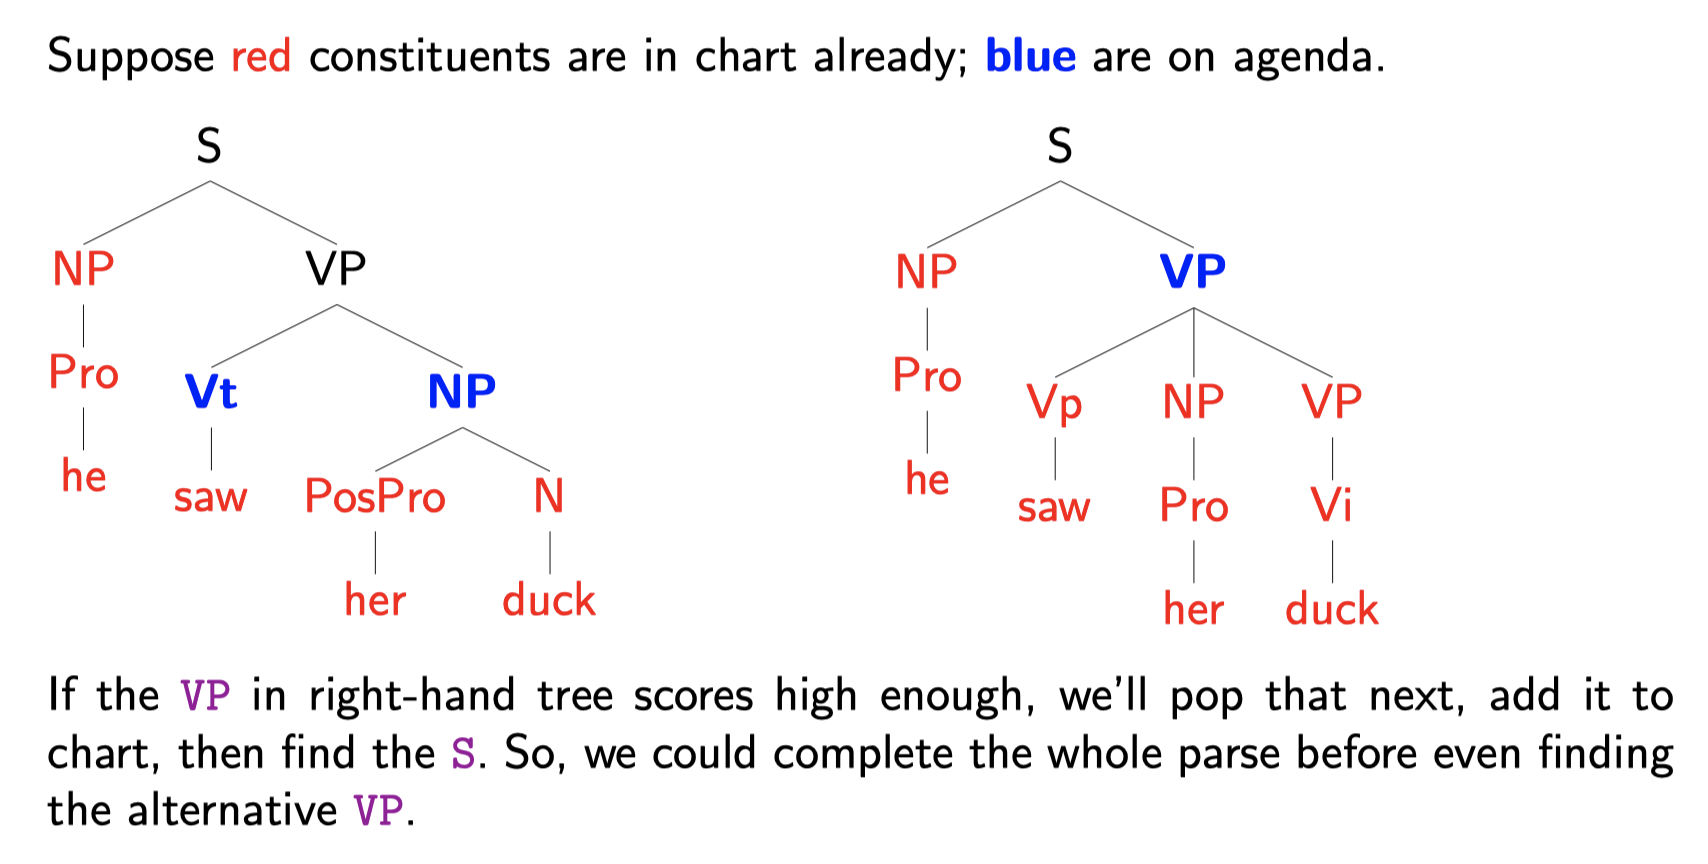 Suppose red constituents are in chart already; blue are on agenda.
S
NP VP
Pro Vt NP
he saw PosPro N
her duck
S
NP VP
Pro Vp NP VP
he saw Pro Vi
her duck
If the VP in right-hand tree scores high enough, we'll pop that next, add it to
chart, then find the S. So, we could complete the whole parse before even finding
the alternative VP.